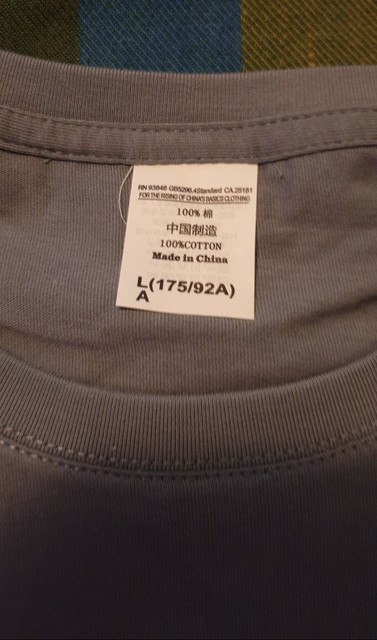 RN 93846 GB5296.4Standard CA.25181
FOR THE RISING OF CHINA'S BASICS CLOTHING
100% 棉
中国制造
100%COTTON
Made in China
L(175/92A)
A